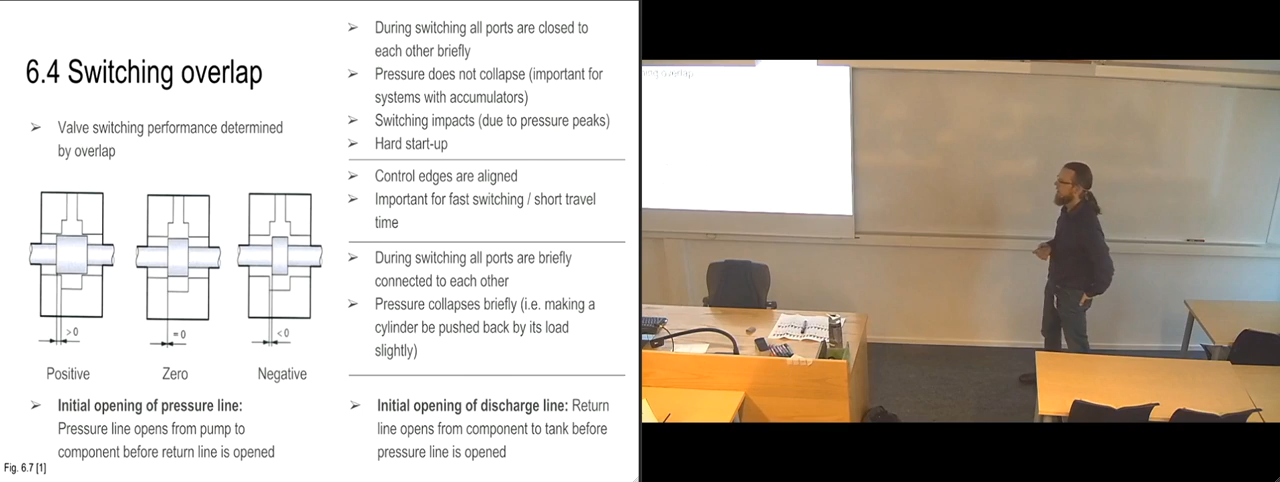 6.4 Switching overlap
➢ Valve switching performance determined
by overlap
> 0
= 0
< 0
Positive
Zero
Negative
➢ Initial opening of pressure line:
Pressure line opens from pump to
component before return line is opened
Fig. 6.7 [1]
➢ During switching all ports are closed to
each other briefly
➢ Pressure does not collapse (important for
systems with accumulators)
➢ Switching impacts (due to pressure peaks)
➢ Hard start-up
➢ Control edges are aligned
➢ Important for fast switching / short travel
time
➢ During switching all ports are briefly
connected to each other
➢ Pressure collapses briefly (i.e. making a
cylinder be pushed back by its load
slightly)
➢ Initial opening of discharge line: Return
line opens from component to tank before
pressure line is opened
overlap